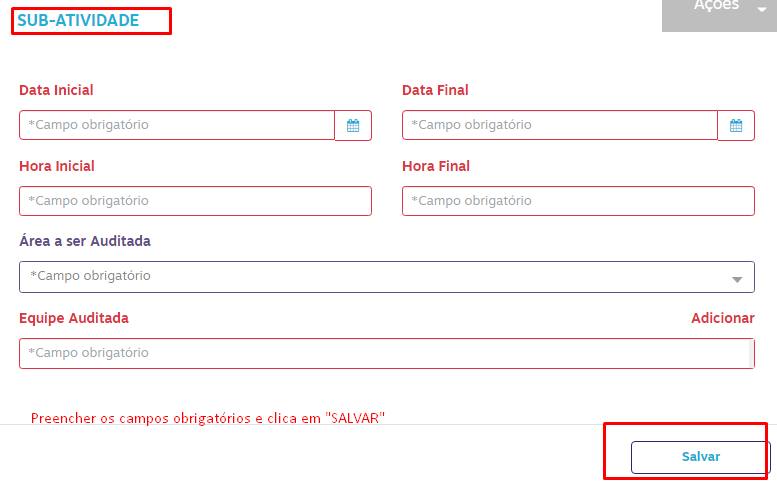 Ações
SUB-ATIVIDADE
Data Inicial Data Final
*Campo obrigatório *Campo obrigatório
Hora Inicial Hora Final
*Campo obrigatório *Campo obrigatório
Área a ser Auditada
*Campo obrigatório
Equipe Auditada Adicionar
*Campo obrigatório
Preencher os campos obrigatórios e clica em "SALVAR"
Salvar